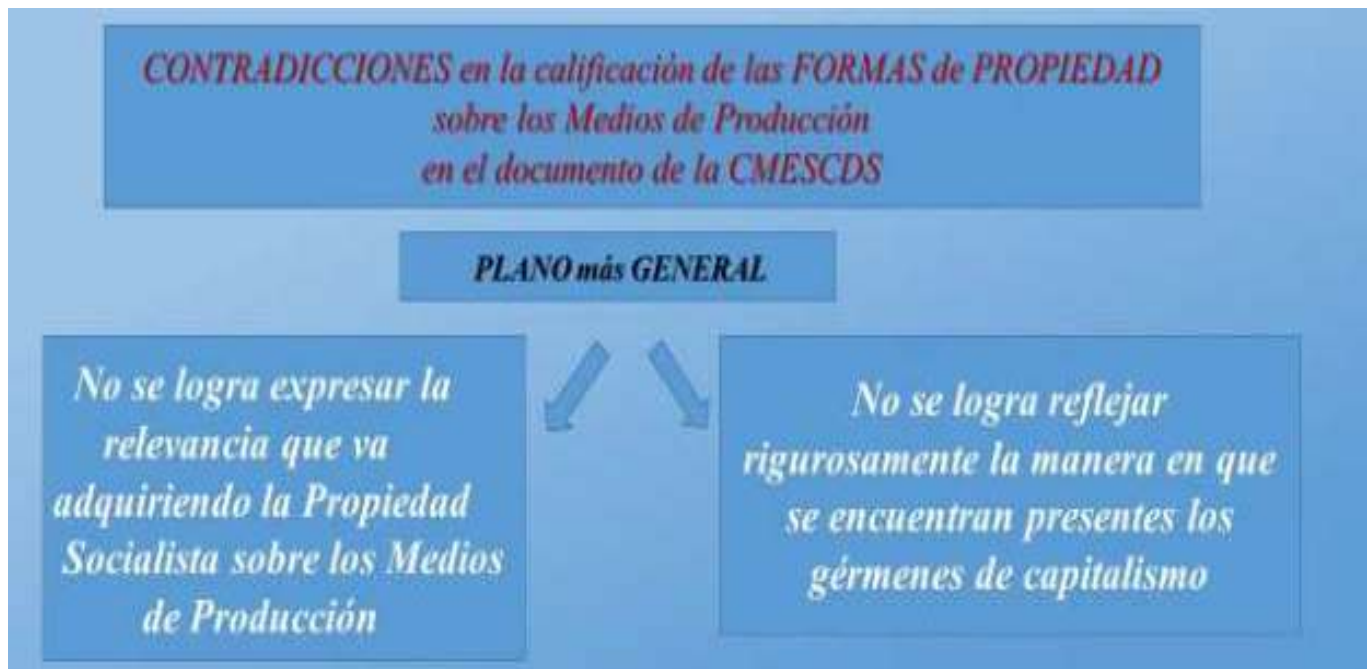 CONTRADICCIONES en la calificación de las FORMAS de PROPIEDAD
sobre los Medios de Producción
en el documento de la CMESCDS
PLANO más GENERAL
No se logra expresar la
relevancia que va
adquiriendo la Propiedad
Socialista sobre los Medios
de Producción
No se logra reflejar
rigurosamente la manera en que
se encuentran presentes los
gérmenes de capitalismo